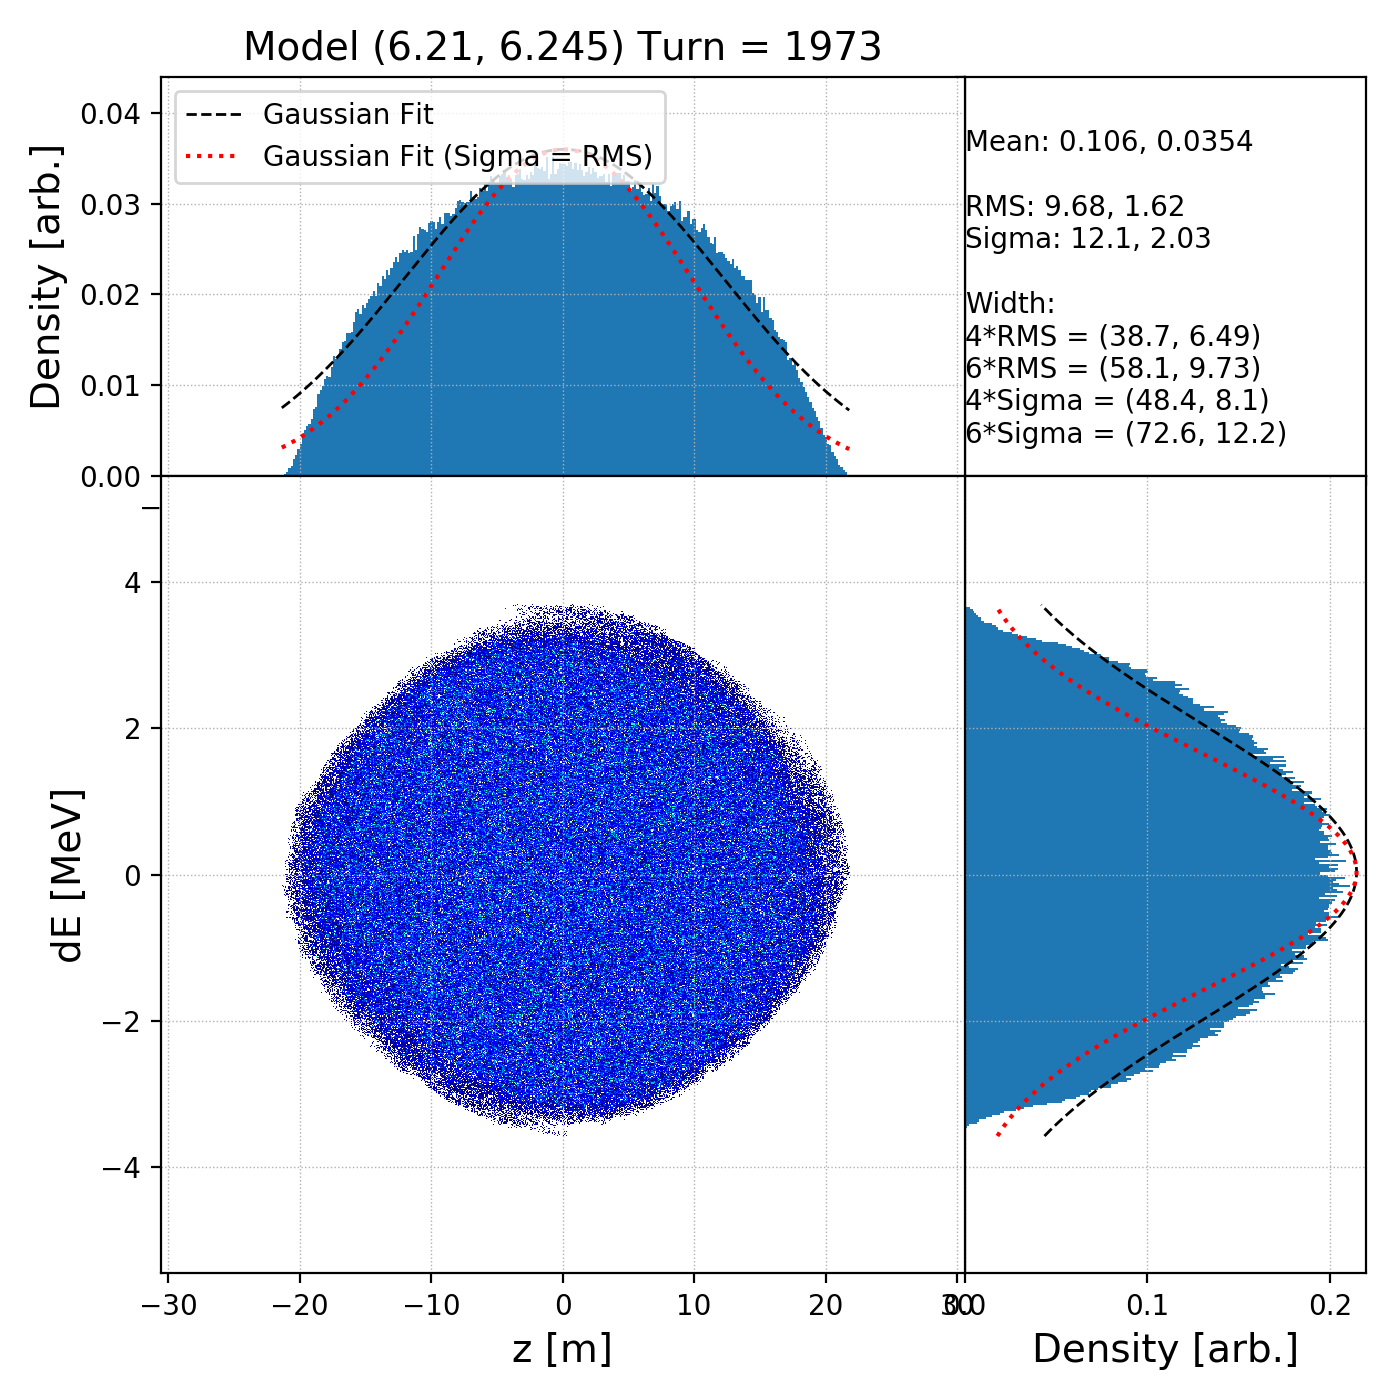 Model (6.21, 6.245) Turn = 1973
Gaussian Fit
Gaussian Fit (Sigma = RMS)
Density [arb.]
0.04
0.03
0.02
0.01
0.00
Mean: 0.106, 0.0354
RMS: 9.68, 1.62
Sigma: 12.1, 2.03
Width:
4*RMS = (38.7, 6.49)
6*RMS = (58.1, 9.73)
4*Sigma = (48.4, 8.1)
6*Sigma = (72.6, 12.2)
dE [MeV]
4
2
0
−2
−4
−30
−20
−10
0
10
20
30
z [m]
0.0
0.1
0.2
Density [arb.]